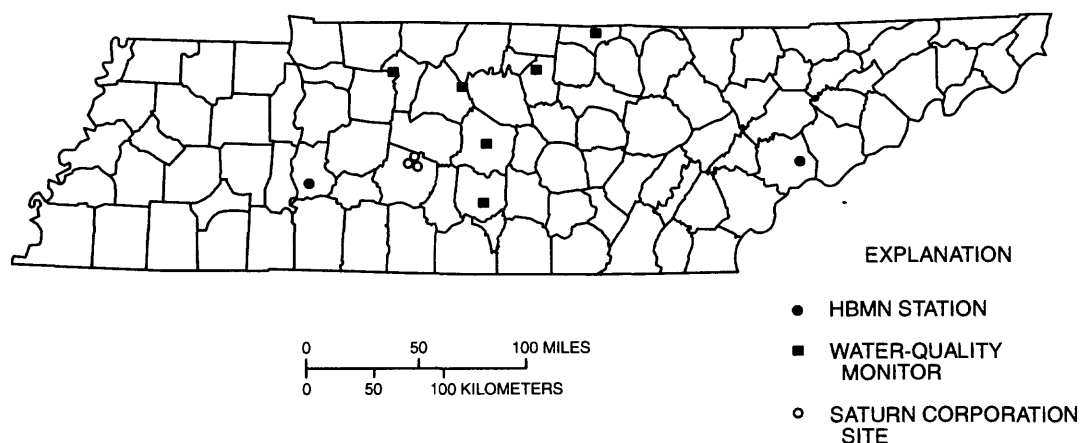 EXPLANATION
HBMN STATION
WATER-QUALITY
MONITOR
SATURN CORPORATION
SITE
0 50 100 MILES
0 50 100 KILOMETERS